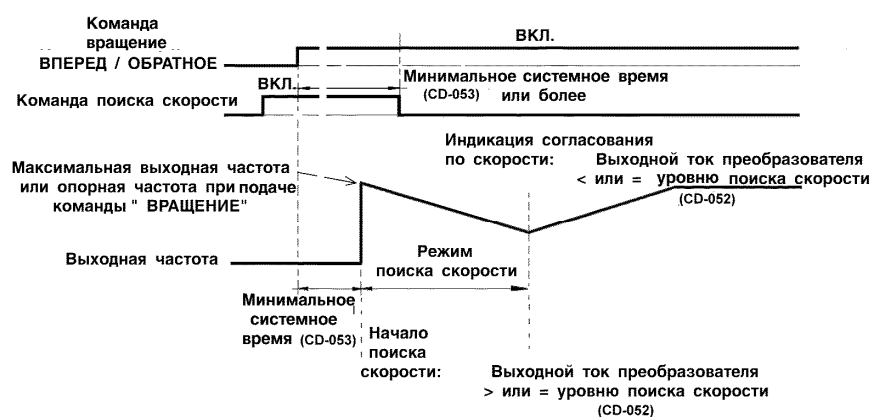 Команда
вращение
ВПЕРЕД / ОБРАТНОЕ
ВКЛ.
ВКЛ.
Команда поиска скорости
Минимальное системное время
(CD-053) или более
Индикация согласования
по скорости: Выходной ток преобразователя
< или = уровню поиска скорости
(CD-052)
Максимальная выходная частота
или опорная частота при подаче
команды " ВРАЩЕНИЕ"
Выходная частота
Режим
поиска скорости
Минимальное
системное
время (CD-053)
Начало
поиска
скорости:
Выходной ток преобразователя
> или = уровню поиска скорости
(CD-052)